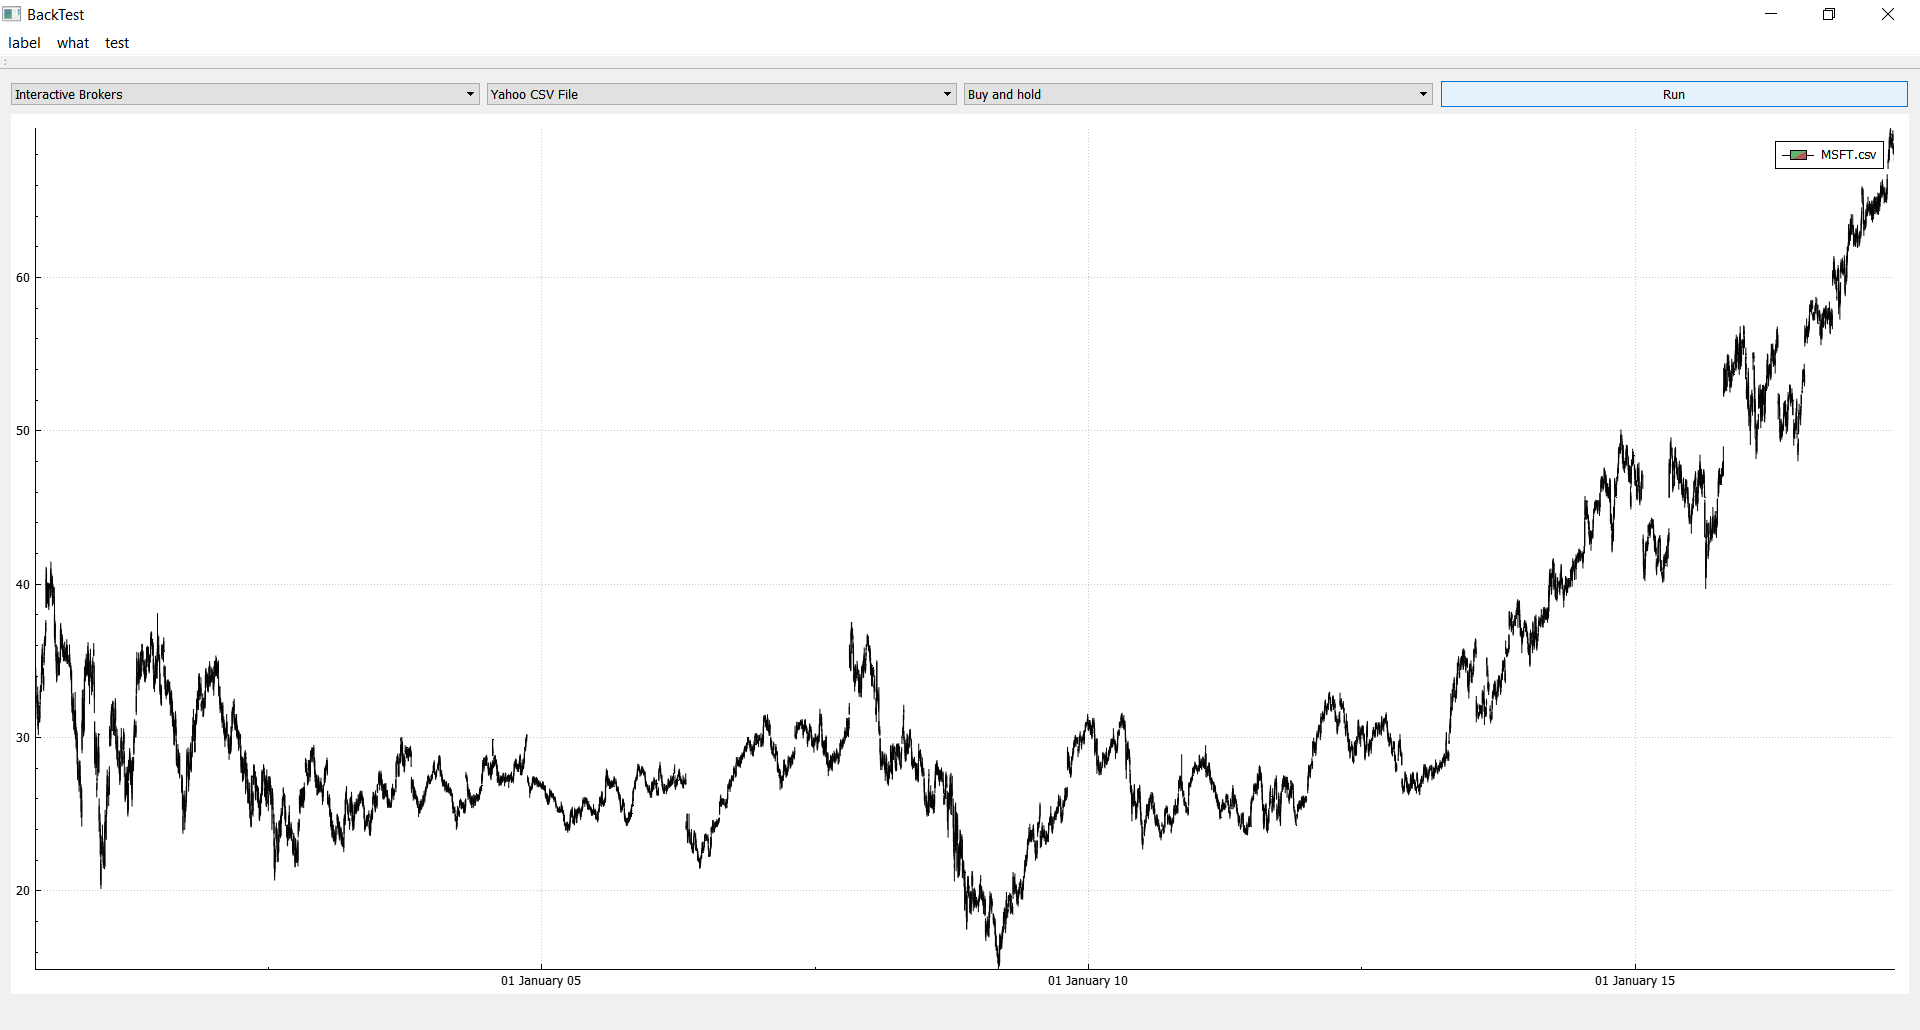 BackTest
label what test
Interactive Brokers Yahoo CSV File Buy and hold Run
MSFT.csv
60
50
40
30
20
01 January 05 01 January 10 01 January 15